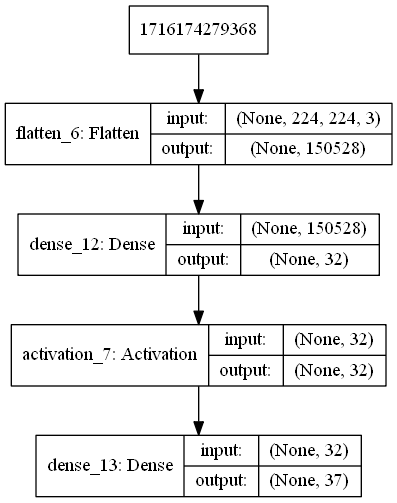 1716174279368
flatten_6: Flatten
input:
(None, 224, 224, 3)
output:
(None, 150528)
dense_12: Dense
input:
(None, 150528)
output:
(None, 32)
activation_7: Activation
input:
(None, 32)
output:
(None, 32)
dense_13: Dense
input:
(None, 32)
output:
(None, 37)